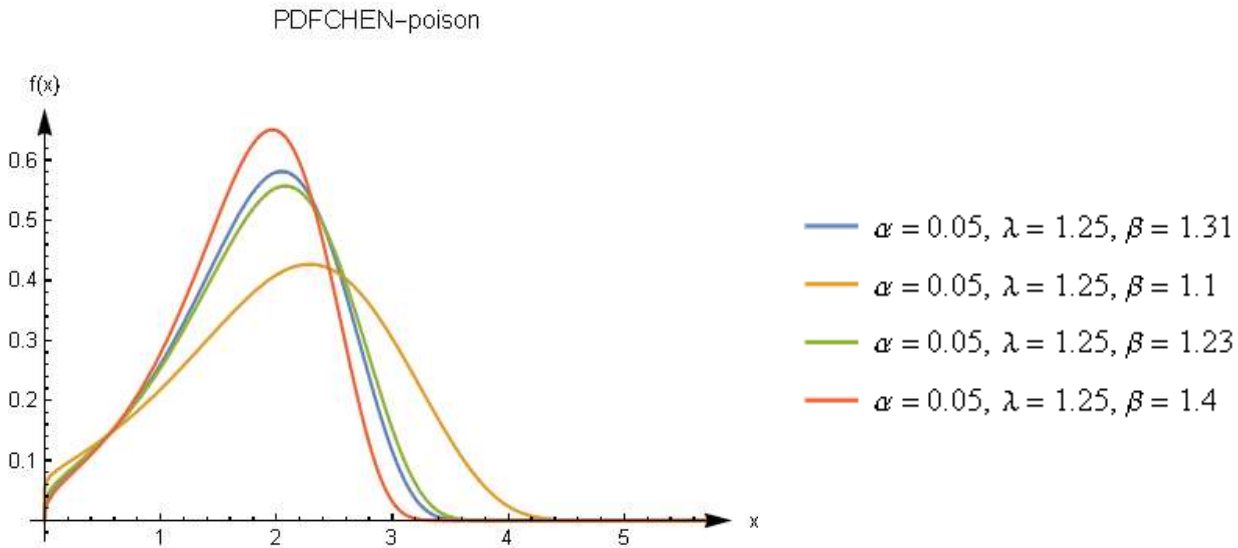 PDFCHEN-poison
f(x)
0.6
0.5
0.4
0.3
0.2
0.1
1 2 3 4 5 x
α = 0.05, λ = 1.25, β = 1.31
α = 0.05, λ = 1.25, β = 1.1
α = 0.05, λ = 1.25, β = 1.23
α = 0.05, λ = 1.25, β = 1.4